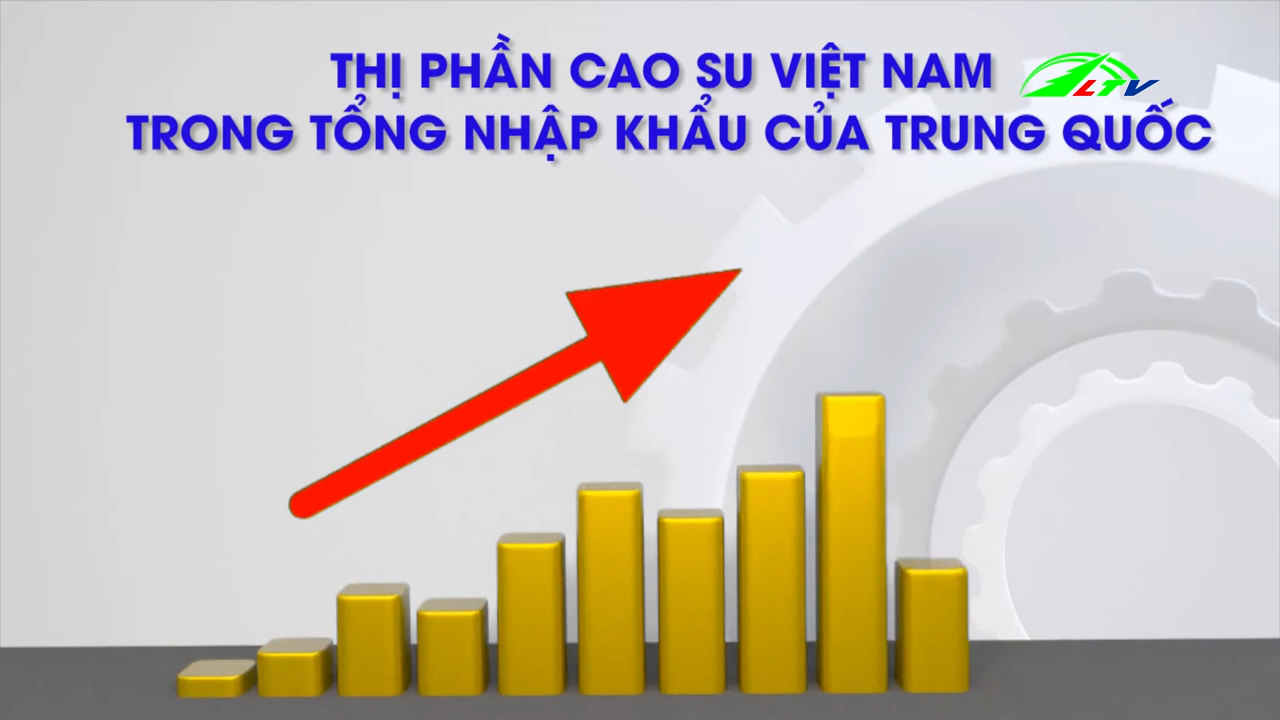 THỊ PHẦN CAO SU VIỆT NAM
LTV
TRONG TỔNG NHẬP KHẨU CỦA TRUNG QUỐC